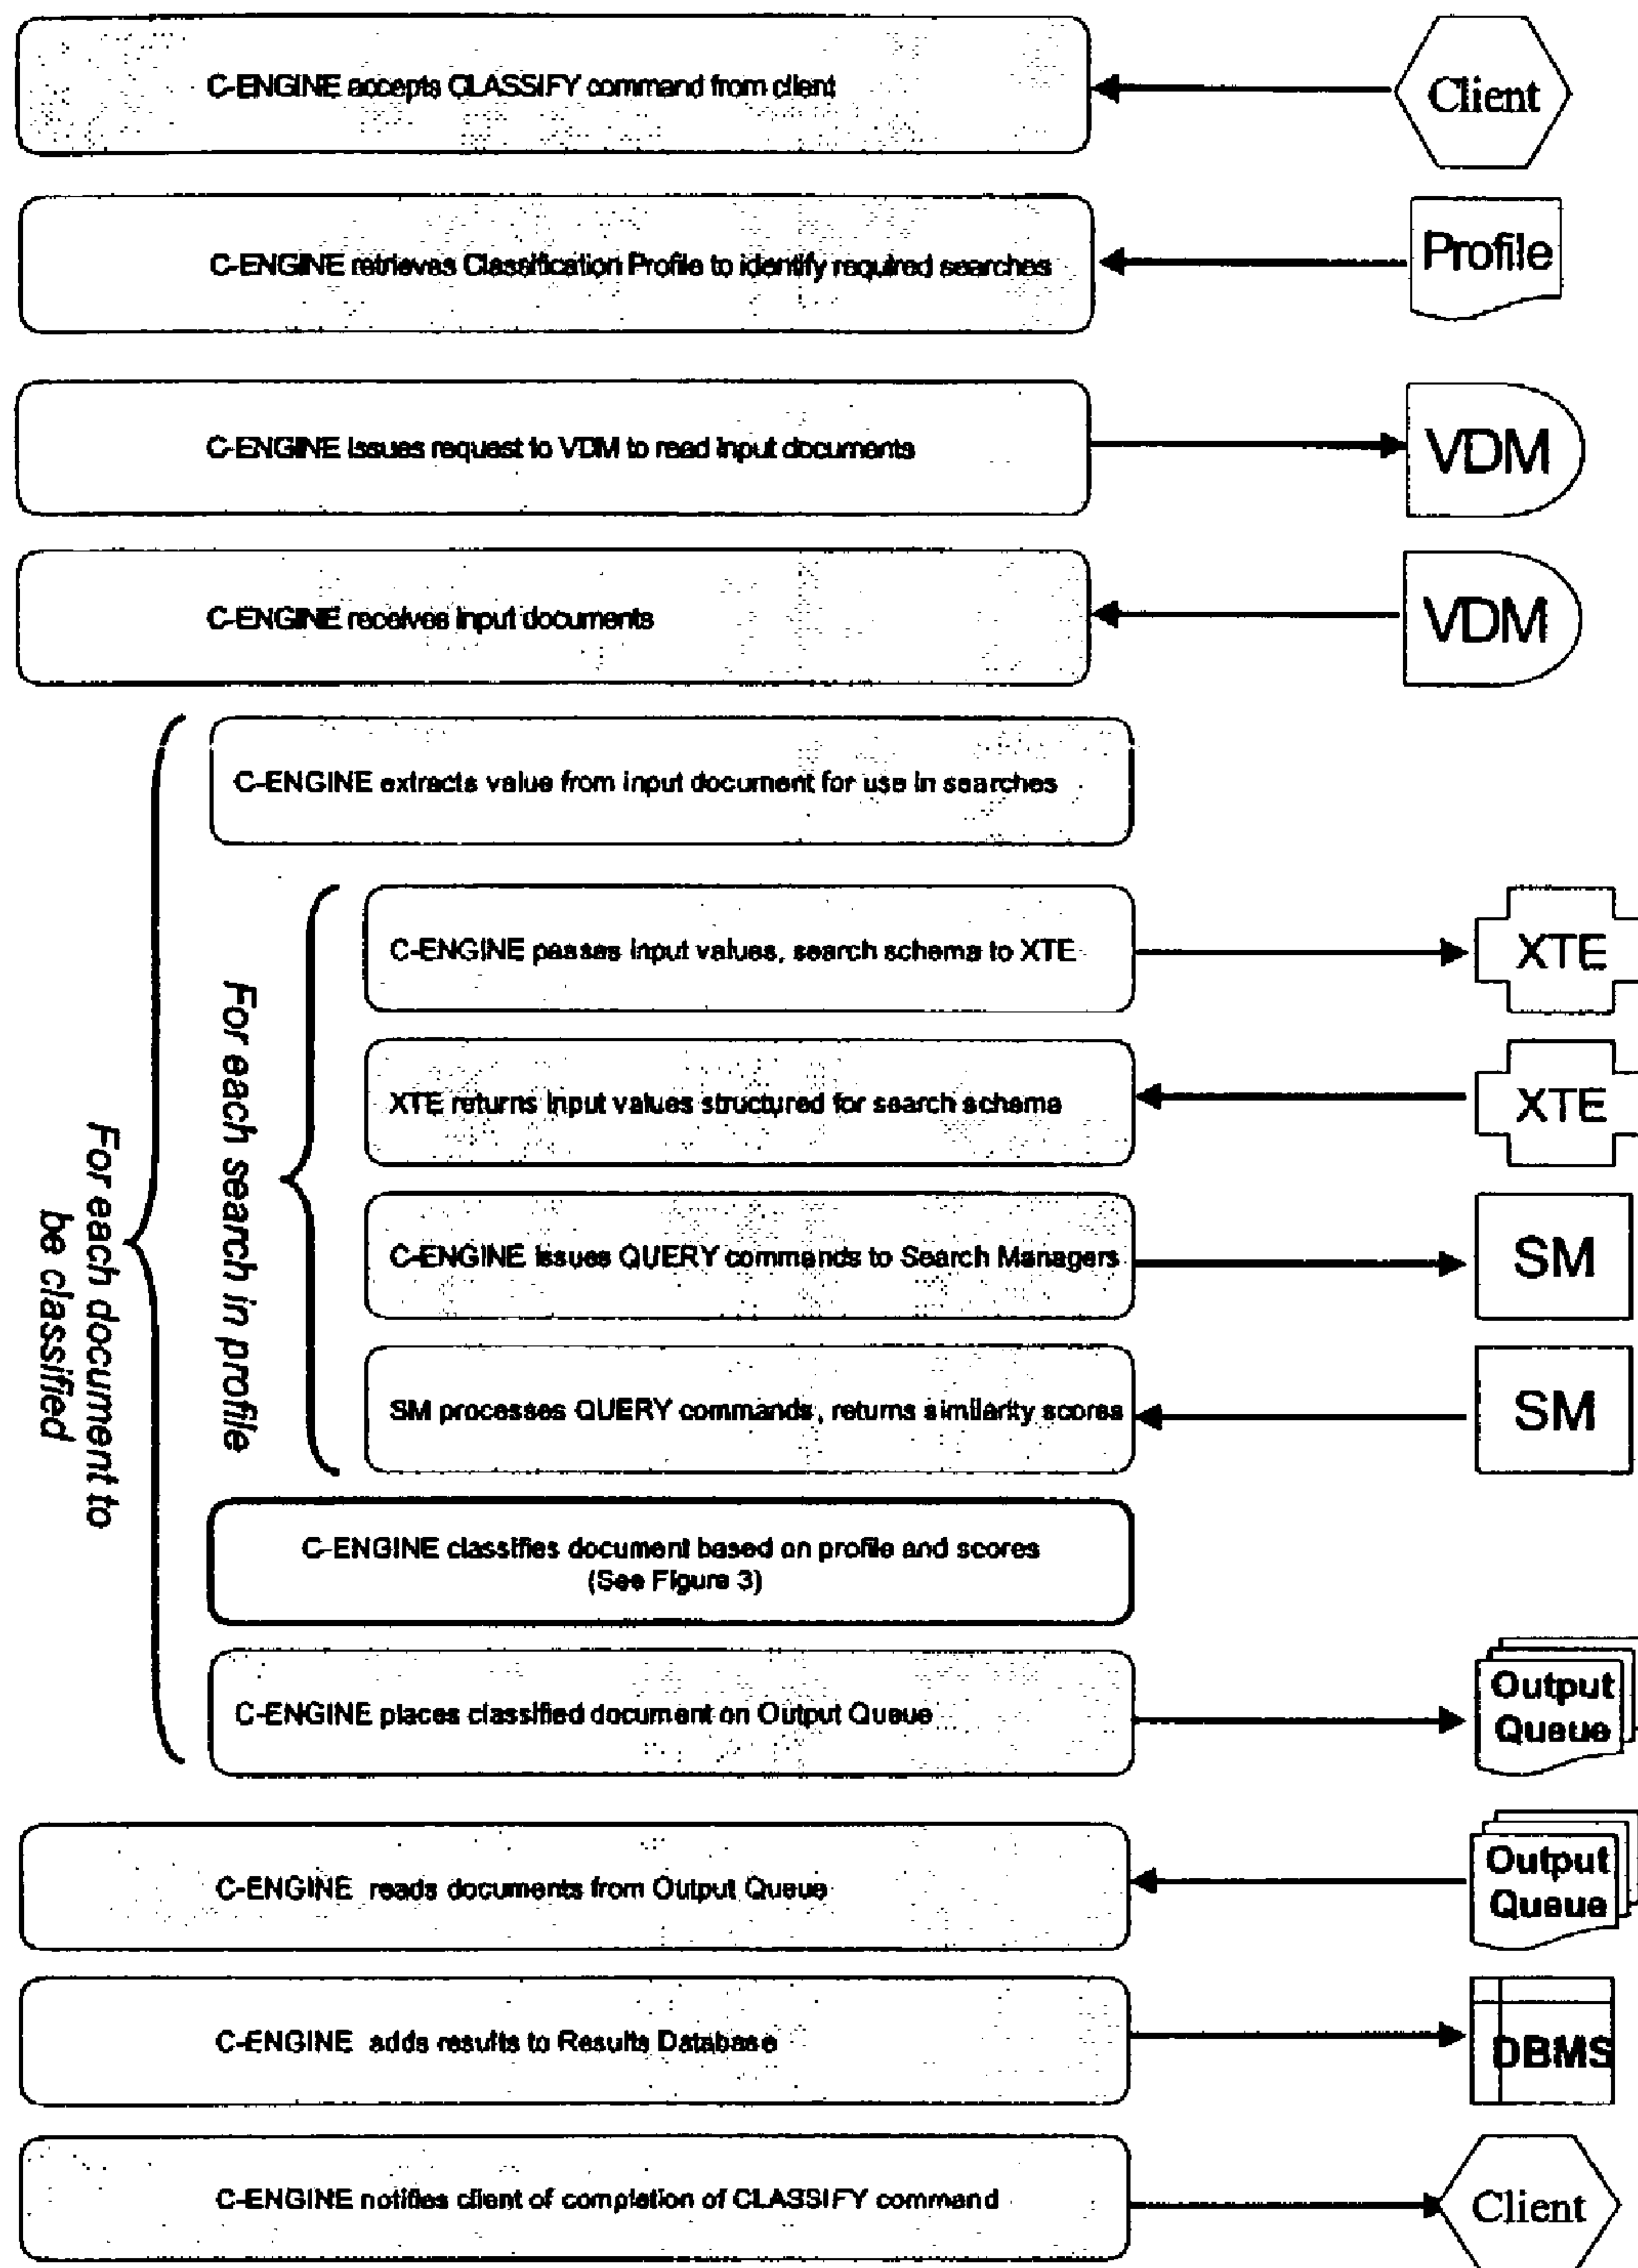 C-ENGINE accepts CLASSIFY command from client
Client
C-ENGINE retrieves Classification Profile to identify required searches
Profile
C-ENGINE issues request to VDM to read input documents
VDM
C-ENGINE receives input documents
VDM
For each document to
be classified
C-ENGINE extracts value from input document for use in searches
For each search in profile
C-ENGINE passes input values, search schema to XTE
XTE
XTE returns input values structured for search schema
XTE
C-ENGINE issues QUERY commands to Search Managers
SM
SM processes QUERY commands, returns similarity scores
SM
C-ENGINE classifies document based on profile and scores
(See Figure 3)
C-ENGINE places classified document on Output Queue
Output
Queue
C-ENGINE reads documents from Output Queue
Output
Queue
C-ENGINE adds results to Results Database
DBMS
C-ENGINE notifies client of completion of CLASSIFY command
Client